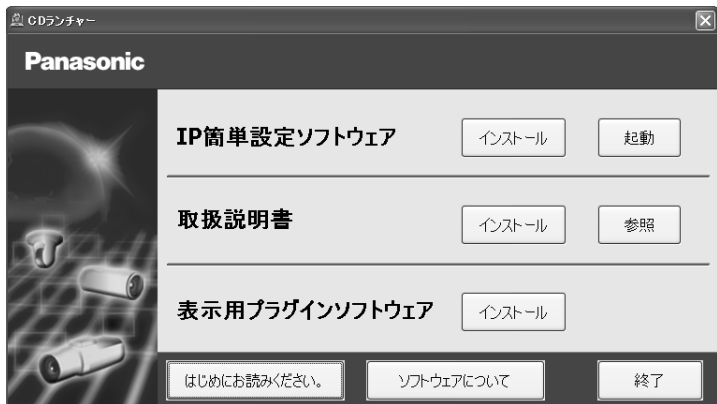 CDランチャー
Panasonic
IP簡単設定ソフトウェア インストール 起動
取扱説明書 インストール 参照
表示用プラグインソフトウェア インストール
はじめにお読みください。 ソフトウェアについて 終了